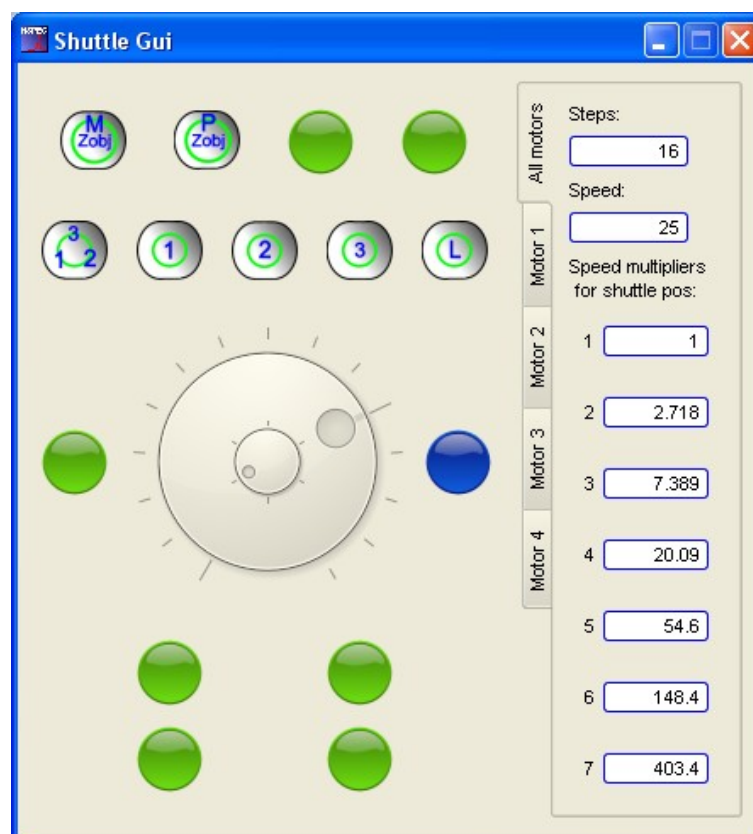 Shuttle Gui
M
Zobj
P
Zobj
3
1 2
1
2
3
L
All motors
Motor 1
Motor 2
Motor 3
Motor 4
Steps:
16
Speed:
25
Speed multipliers
for shuttle pos:
1 1
2 2.718
3 7.389
4 20.09
5 54.6
6 148.4
7 403.4